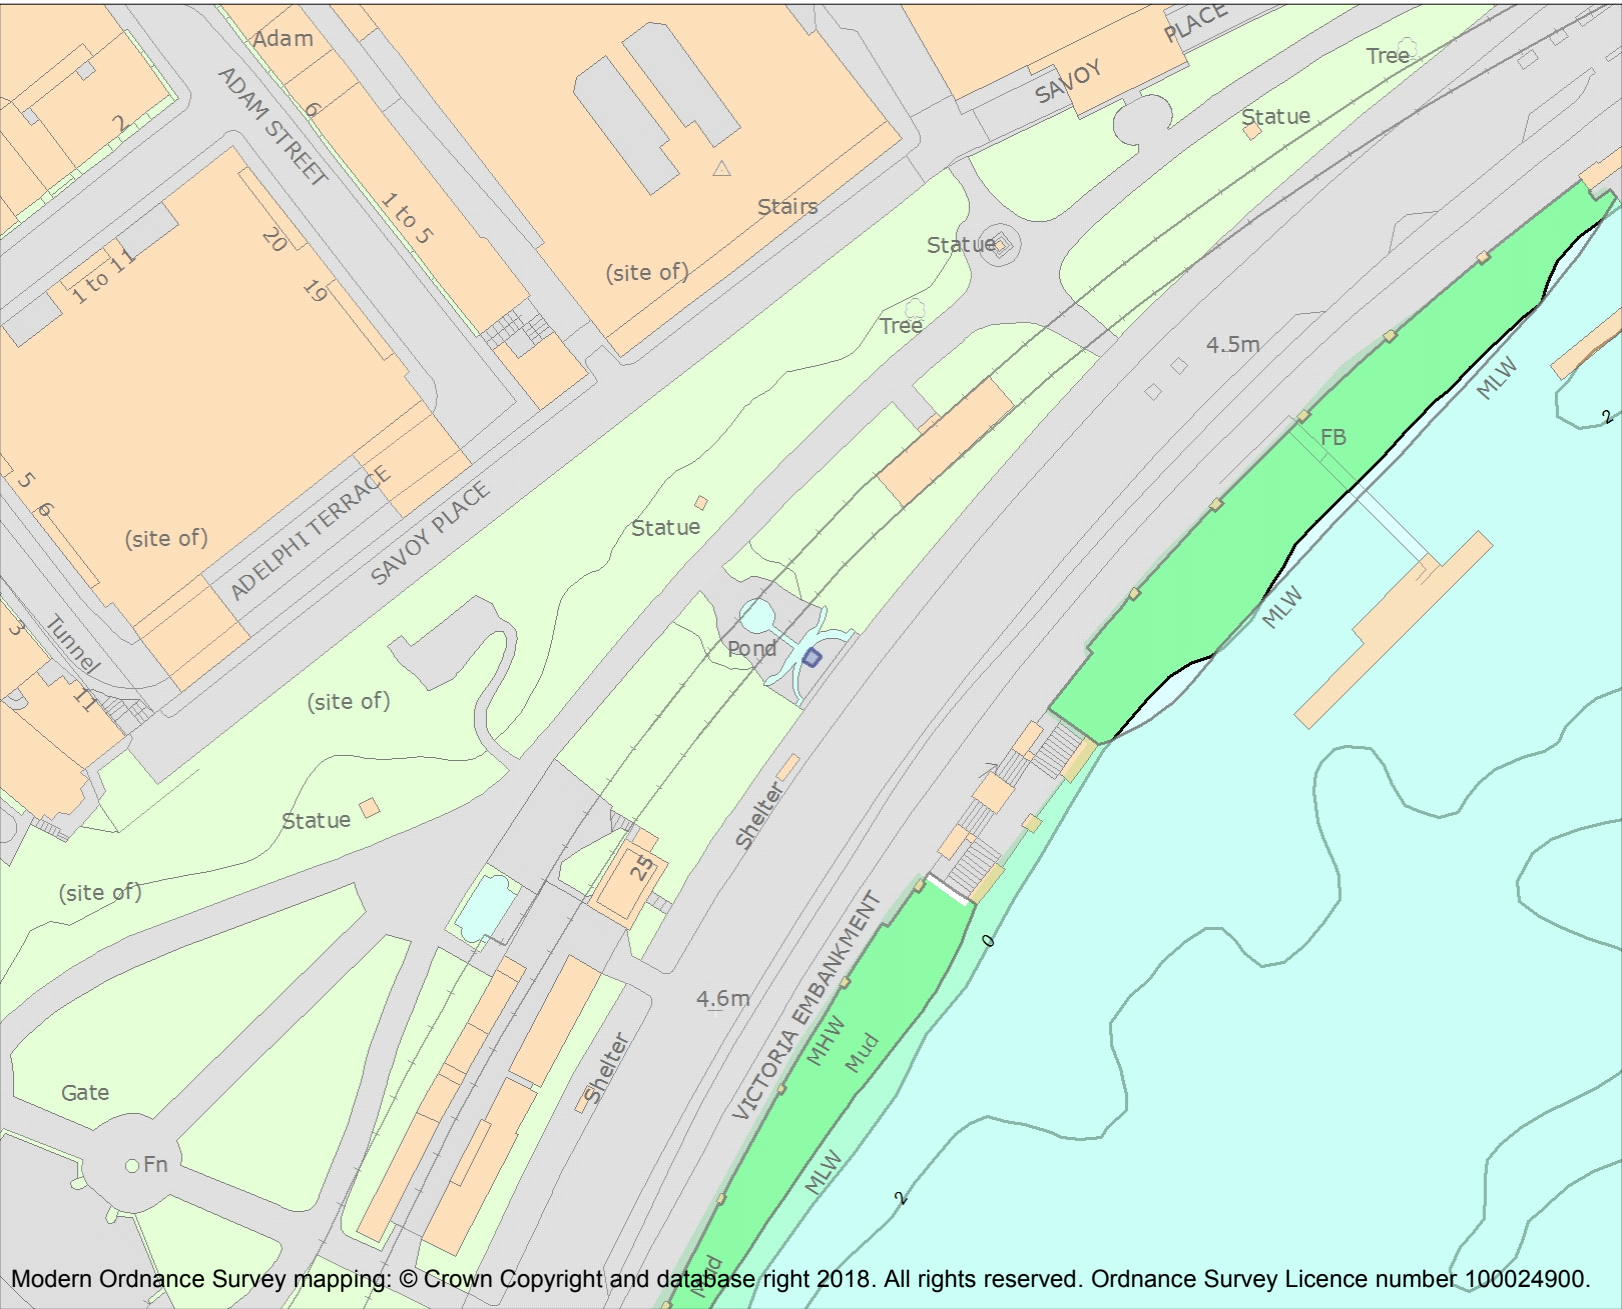 Adam
PLACE
Tree
SAVOY
ADAM STREET
6
2
Statue
1 to 5
Stairs
20
Statue
1 to 11
(site of)
19
Tree
4.5m
MLW
2
FB
5
6
Statue
(site of)
ADELPHI TERRACE
SAVOY PLACE
MLW
3
Tunnel
Pond
11
(site of)
Shelter
Statue
25
(site of)
VICTORIA EMBANKMENT
0
4.6m
MHW
Mud
Shelter
Gate
Fn
MLW
2
Mud
Modern Ordnance Survey mapping: © Crown Copyright and database right 2018. All rights reserved. Ordnance Survey Licence number 100024900.